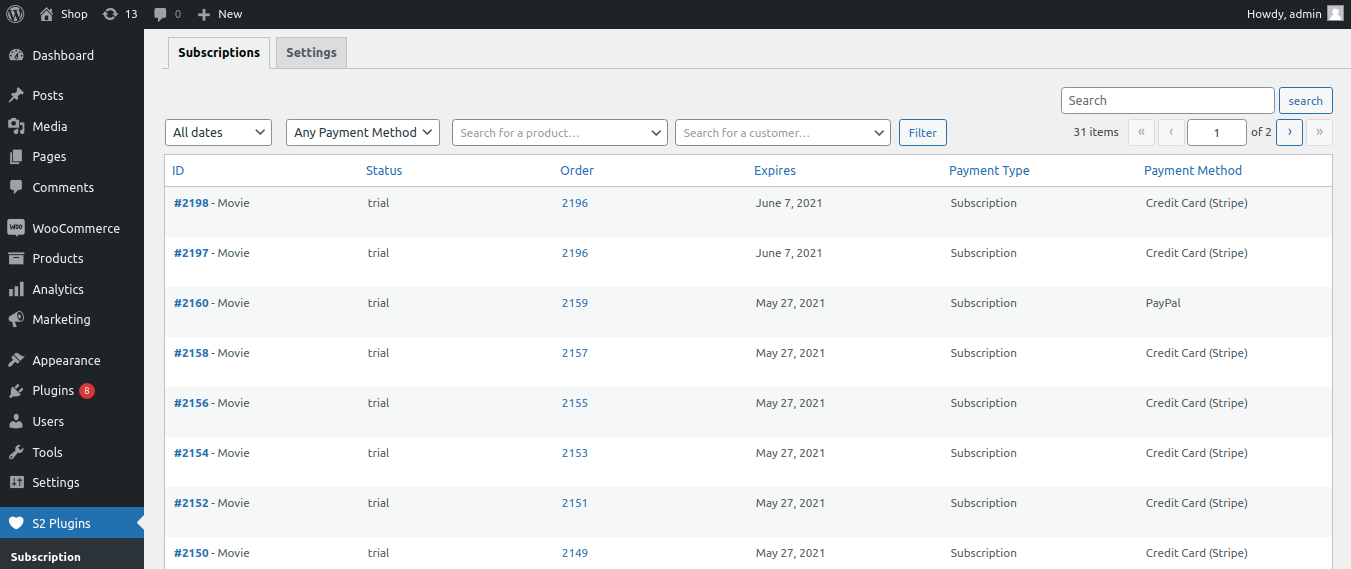 Shop 13 0 New Howdy, admin
Dashboard
Posts
Media
Pages
Comments
WooCommerce
Products
Analytics
Marketing
Appearance
Plugins 8
Users
Tools
Settings
S2 Plugins
Subscription
Subscriptions Settings
Search search
All dates Any Payment Method Search for a product... Search for a customer... Filter 31 items « ‹ 1 of 2 › »
ID Status Order Expires Payment Type Payment Method
#2198 - Movie trial 2196 June 7, 2021 Subscription Credit Card (Stripe)
#2197 - Movie trial 2196 June 7, 2021 Subscription Credit Card (Stripe)
#2160 - Movie trial 2159 May 27, 2021 Subscription PayPal
#2158 - Movie trial 2157 May 27, 2021 Subscription Credit Card (Stripe)
#2156 - Movie trial 2155 May 27, 2021 Subscription Credit Card (Stripe)
#2154 - Movie trial 2153 May 27, 2021 Subscription Credit Card (Stripe)
#2152 - Movie trial 2151 May 27, 2021 Subscription Credit Card (Stripe)
#2150 - Movie trial 2149 May 27, 2021 Subscription Credit Card (Stripe)